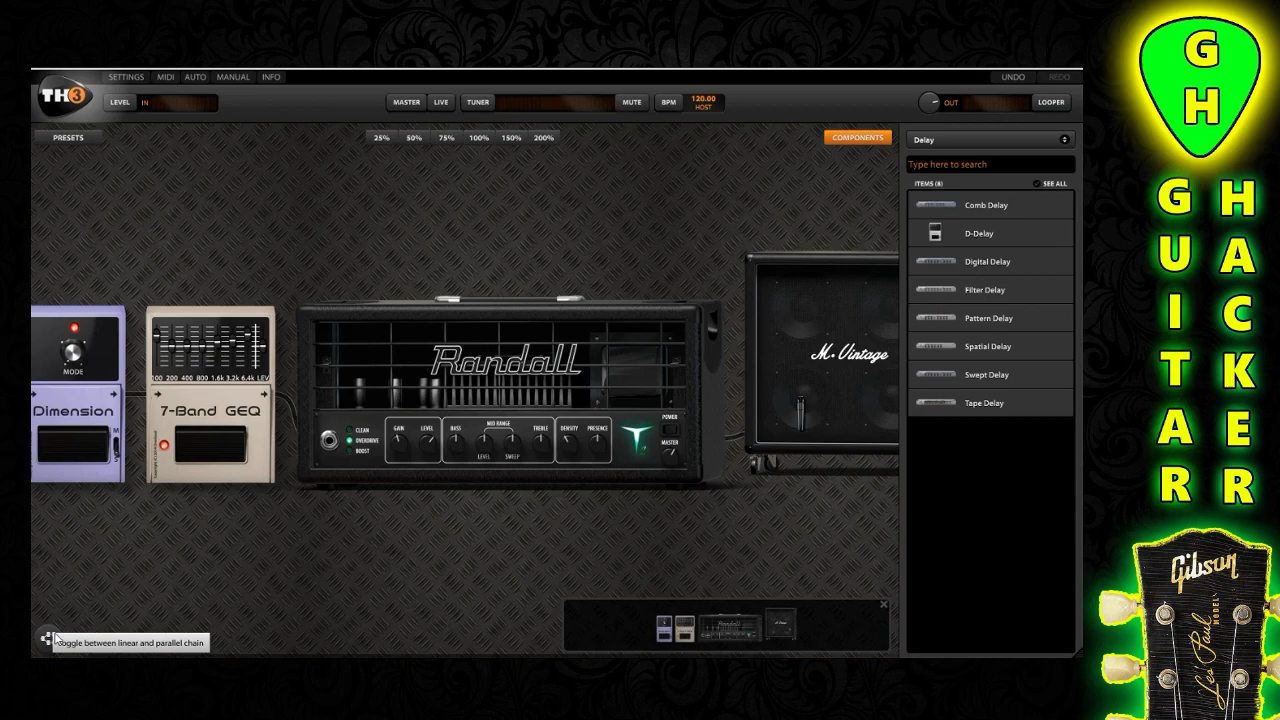 SETTINGS MIDI AUTO MANUAL INFO UNDO REDO
TH3 LEVEL IN MASTER LIVE TUNER MUTE BPM 120.00 HOST OUT LOOPER
PRESETS 25% 50% 75% 100% 150% 200% COMPONENTS
Delay
Type here to search
ITEMS (8) SEE ALL
Comb Delay
D-Delay
Digital Delay
Filter Delay
Pattern Delay
Spatial Delay
Swept Delay
Tape Delay
MODE
Dimension
M
100 200 400 800 1.6k 3.2k 6.4k LEV
7-Band GEQ
Randall
CLEAN
OVERDRIVE
BOOST
GAIN LEVEL BASS MID RANGE TREBLE DENSITY PRESENCE
LEVEL SWEEP
POWER
MASTER
M. Vintage
toggle between linear and parallel chain
G
H
GUITAR
HACKER
Gibson
Les Paul
MODEL